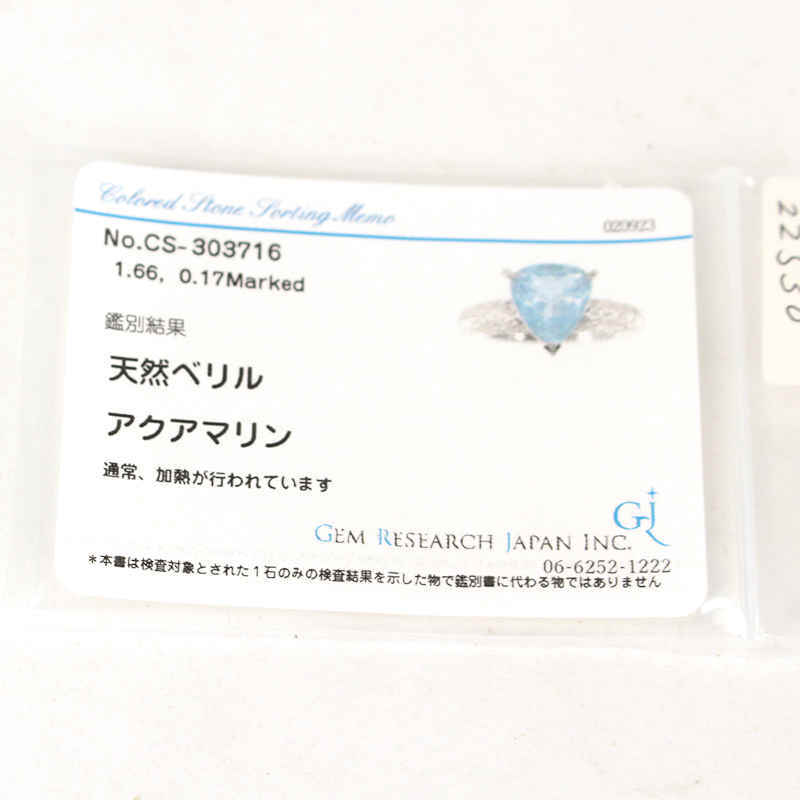 Colored Stone Sorting Memo
020923
No.CS-303716
1.66, 0.17Marked
鑑別結果
天然ベリル
アクアマリン
通常、加熱が行われています
GJ
GEM RESEARCH JAPAN INC.
06-6252-1222
*本書は検査対象とされた1石のみの検査結果を示した物で鑑別書に代わる物ではありません